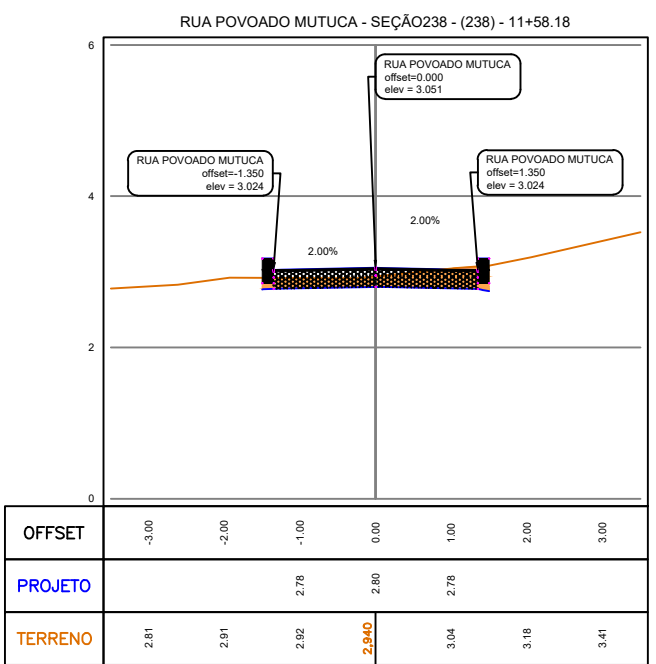 RUA POVOADO MUTUCA - SEÇÃO238 - (238) - 11+58.18
6
RUA POVOADO MUTUCA
offset=0.000
elev = 3.051
RUA POVOADO MUTUCA
offset=-1.350
elev = 3.024
RUA POVOADO MUTUCA
offset=1.350
elev = 3.024
4
2.00%
2.00%
2
0
OFFSET -3.00 -2.00 -1.00 0.00 1.00 2.00 3.00
PROJETO 2.78 2.80 2.78
TERRENO 2.81 2.91 2.92 2,940 3.04 3.18 3.41